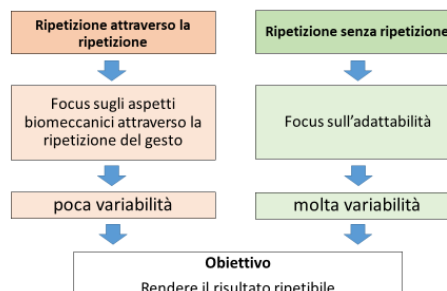 Ripetizione attraverso la
ripetizione
Ripetizione senza ripetizione
Focus sugli aspetti
biomeccanici attraverso la
ripetizione del gesto
Focus sull'adattabilità
poca variabilità
molta variabilità
Obiettivo
Rendere il risultato ripetibile